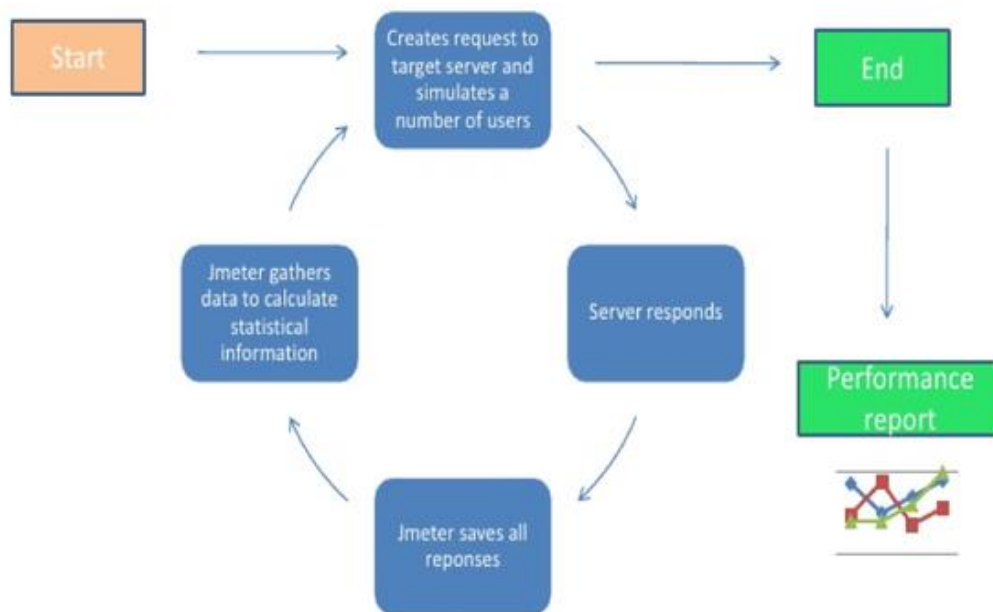 Start
Creates request to
target server and
simulates a
number of users
End
Jmeter gathers
data to calculate
statistical
information
Server responds
Performance
report
Jmeter saves all
reponses